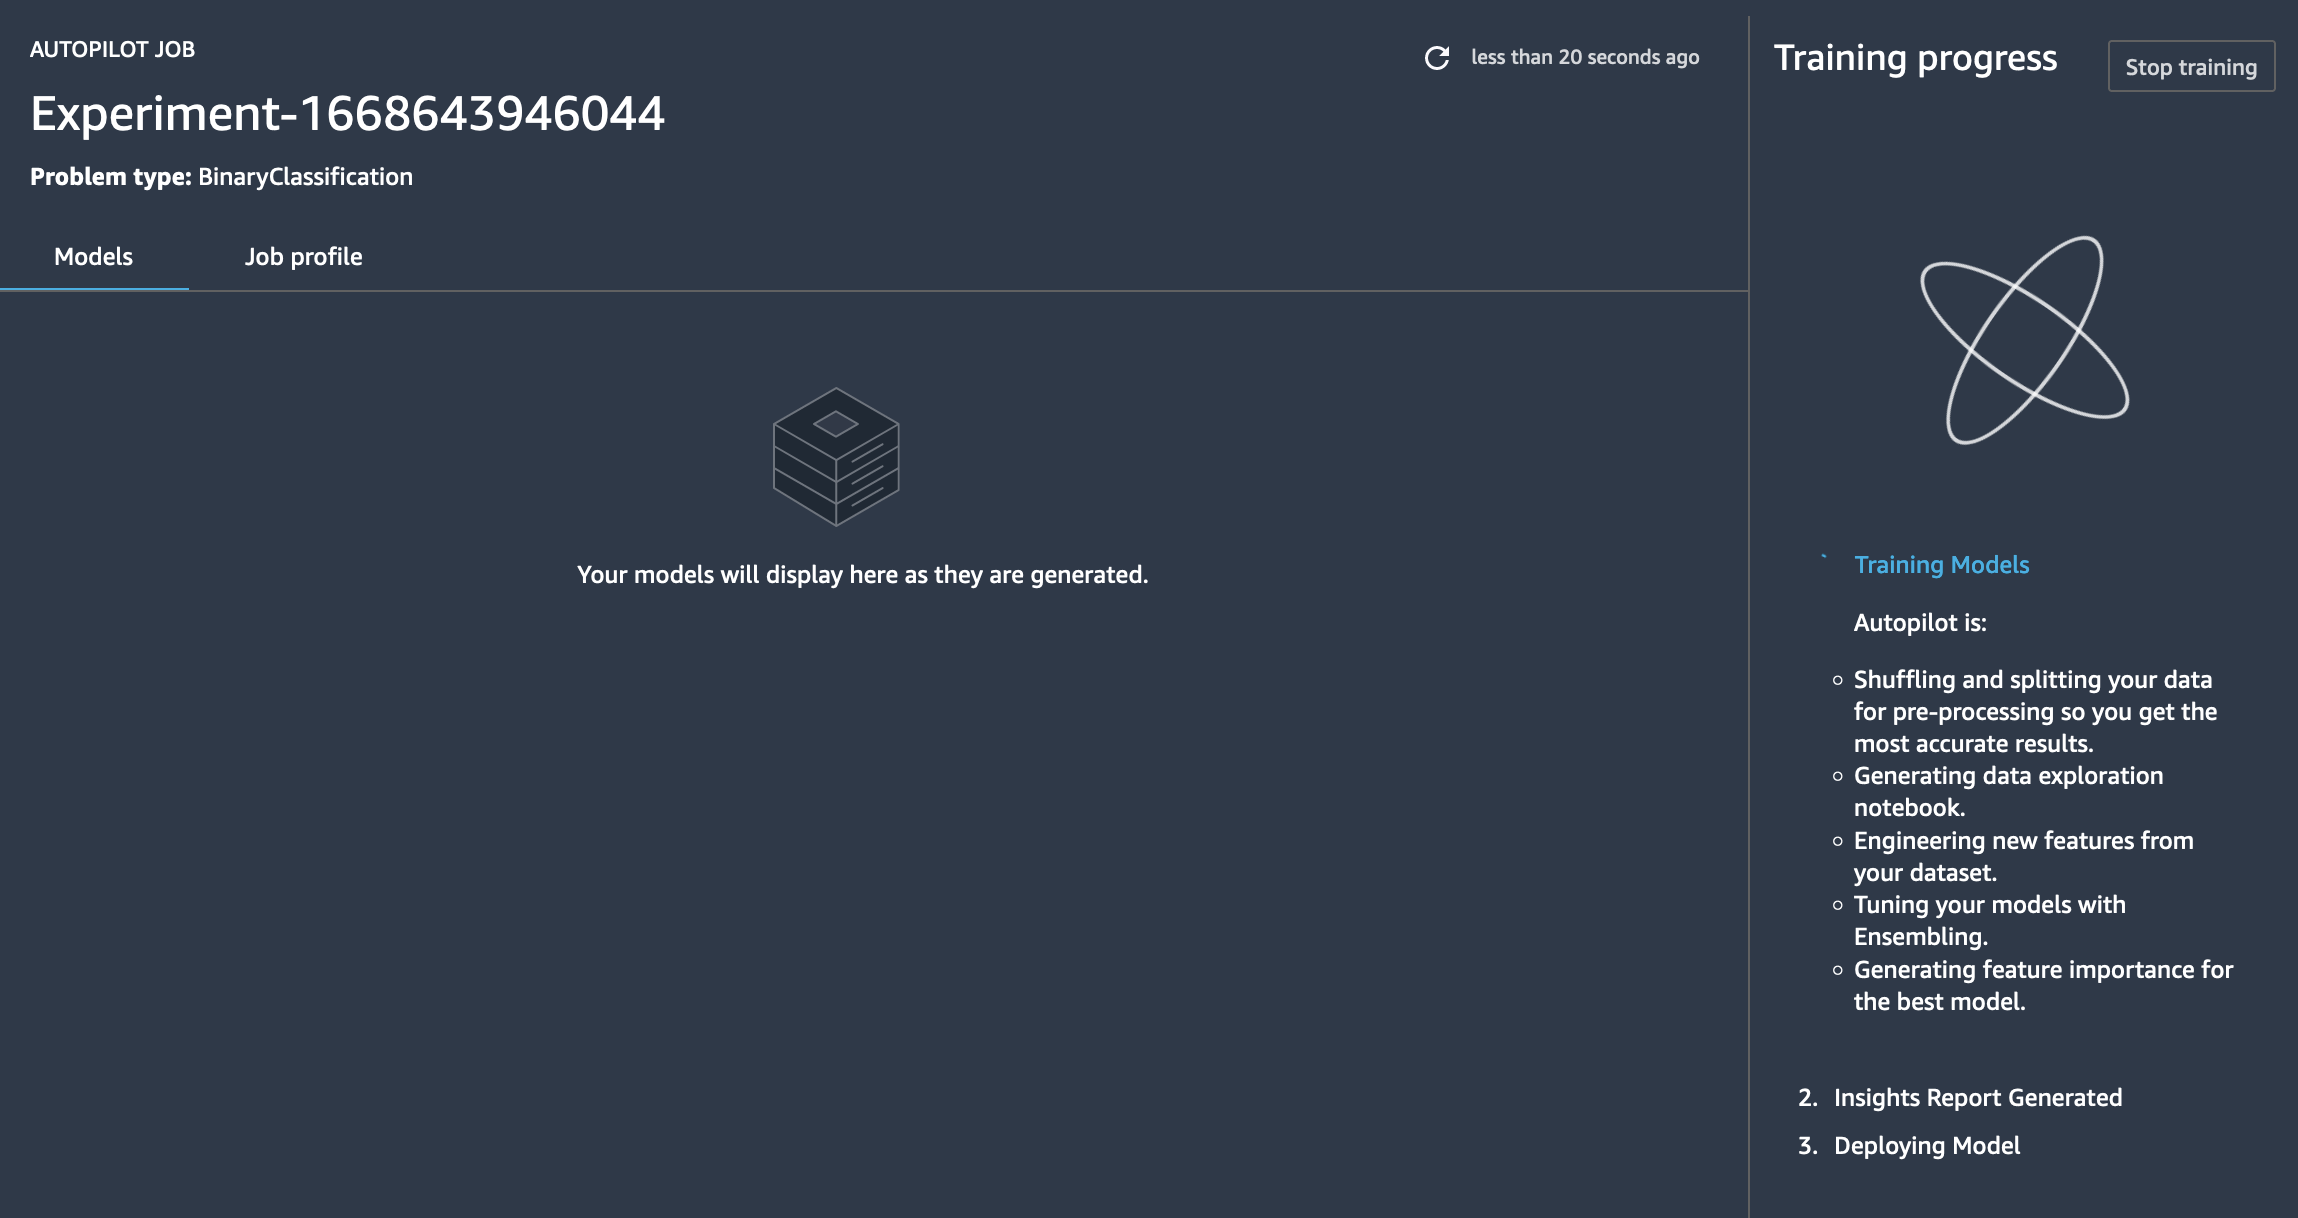 AUTOPILOT JOB
less than 20 seconds ago
Experiment-1668643946044
Problem type: BinaryClassification
Models
Job profile
Your models will display here as they are generated.
Training progress
Stop training
Training Models
Autopilot is:
Shuffling and splitting your data
for pre-processing so you get the
most accurate results.
Generating data exploration
notebook.
Engineering new features from
your dataset.
Tuning your models with
Ensembling.
Generating feature importance for
the best model.
2. Insights Report Generated
3. Deploying Model